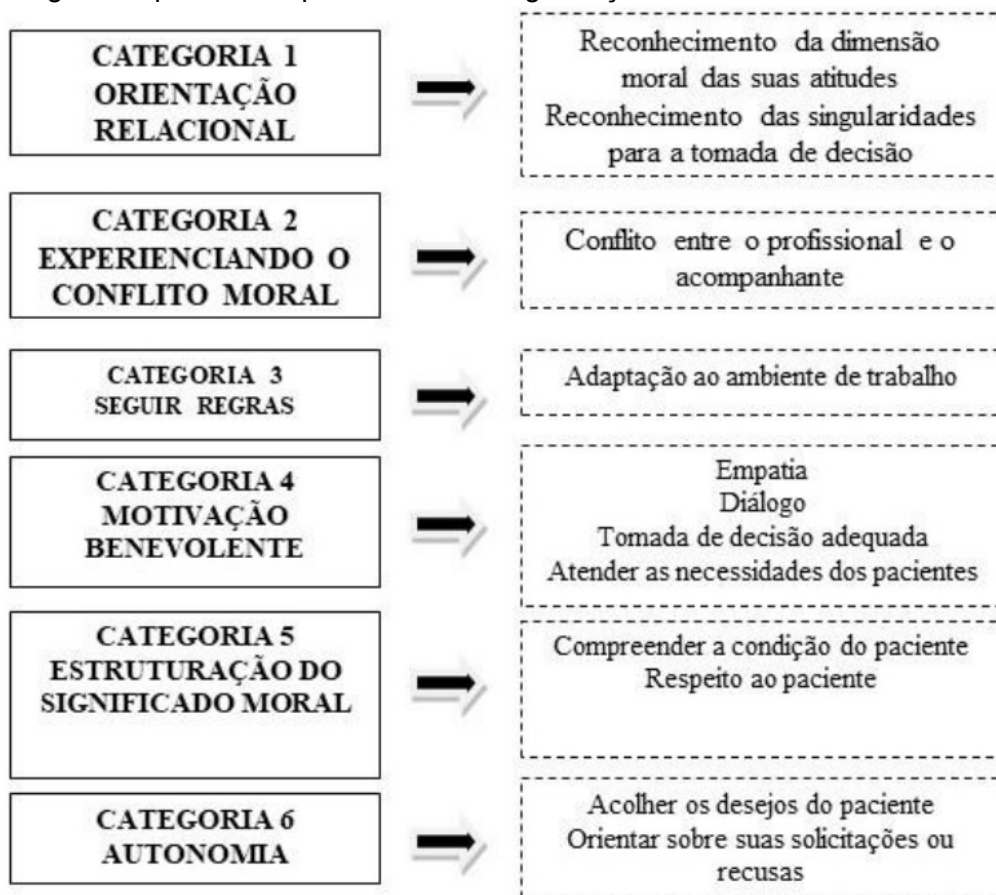 CATEGORIA 1
ORIENTAÇÃO
RELACIONAL
Reconhecimento da dimensão
moral das suas atitudes
Reconhecimento das singularidades
para a tomada de decisão
CATEGORIA 2
EXPERIENCIANDO O
CONFLITO MORAL
Conflito entre o profissional e o
acompanhante
CATEGORIA 3
SEGUIR REGRAS
Adaptação ao ambiente de trabalho
CATEGORIA 4
MOTIVAÇÃO
BENEVOLENTE
Empatia
Diálogo
Tomada de decisão adequada
Atender as necessidades dos pacientes
CATEGORIA 5
ESTRUTURAÇÃO DO
SIGNIFICADO MORAL
Compreender a condição do paciente
Respeito ao paciente
CATEGORIA 6
AUTONOMIA
Acolher os desejos do paciente
Orientar sobre suas solicitações ou
recusas